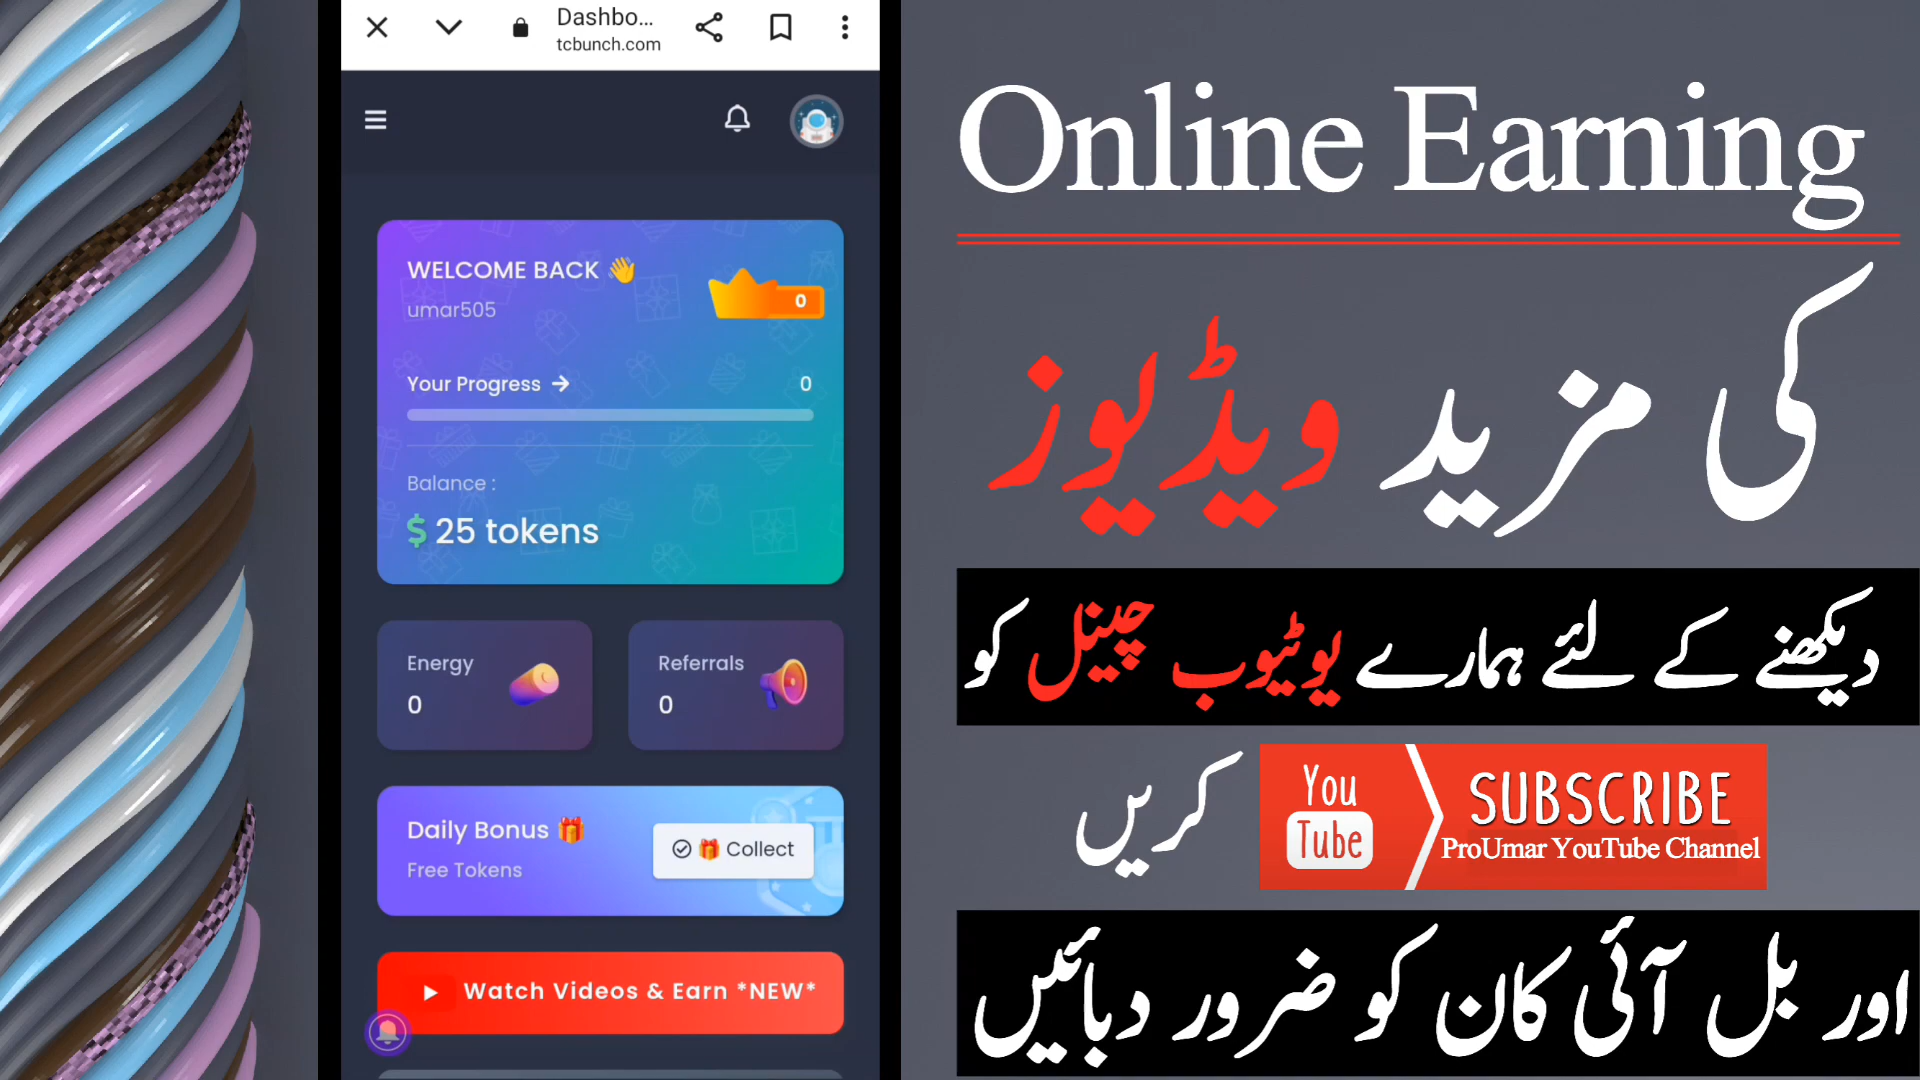 Dashbo...
tcbunch.com
WELCOME BACK 👋
umar505
0
Your Progress → 0
Balance :
$ 25 tokens
Energy
0
Referrals
0
Daily Bonus 🎁
Free Tokens
🎁 Collect
Watch Videos & Earn *NEW*
Online Earning
کی مزید ویڈیوز
دیکھنے کے لئے ہمارے یوٹیوب چینل کو
You Tube SUBSCRIBE کریں
ProUmar YouTube Channel
اور بل آئی کان کو ضرور دبائیں